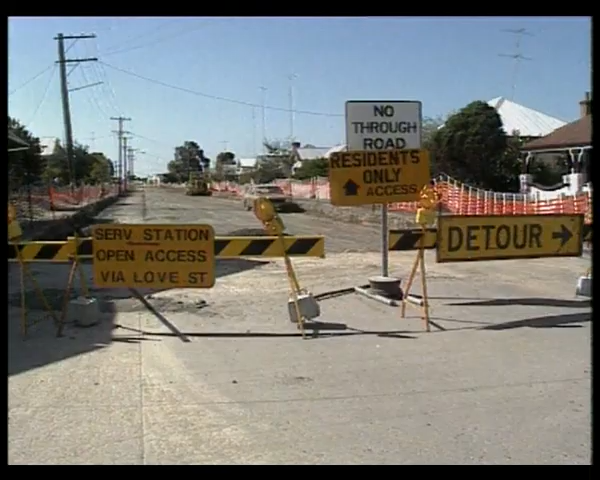 NO
THROUGH
ROAD
RESIDENTS
ONLY
ACCESS
SERV STATION
OPEN ACCESS
VIA LOVE ST
DETOUR